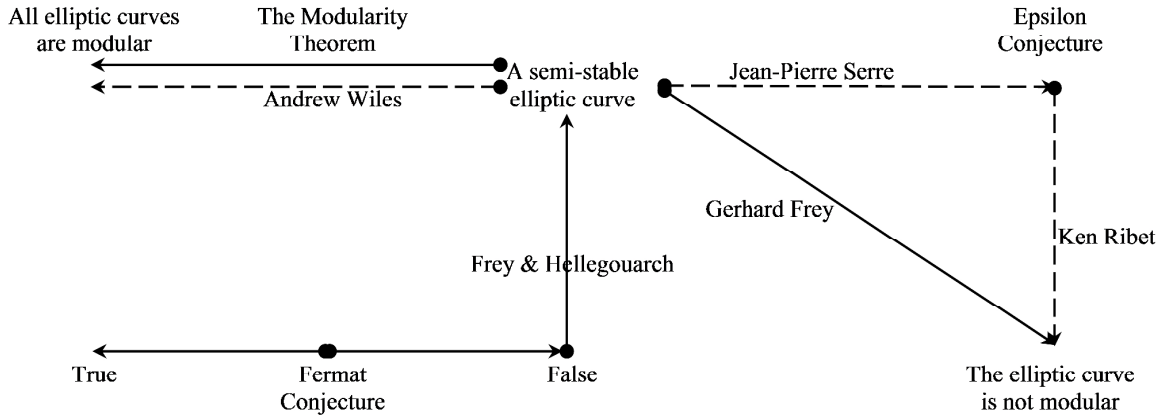 All elliptic curves
are modular
The Modularity
Theorem
Epsilon
Conjecture
A semi-stable
elliptic curve
Jean-Pierre Serre
Andrew Wiles
Gerhard Frey
Ken Ribet
Frey & Hellegouarch
True
Fermat
Conjecture
False
The elliptic curve
is not modular